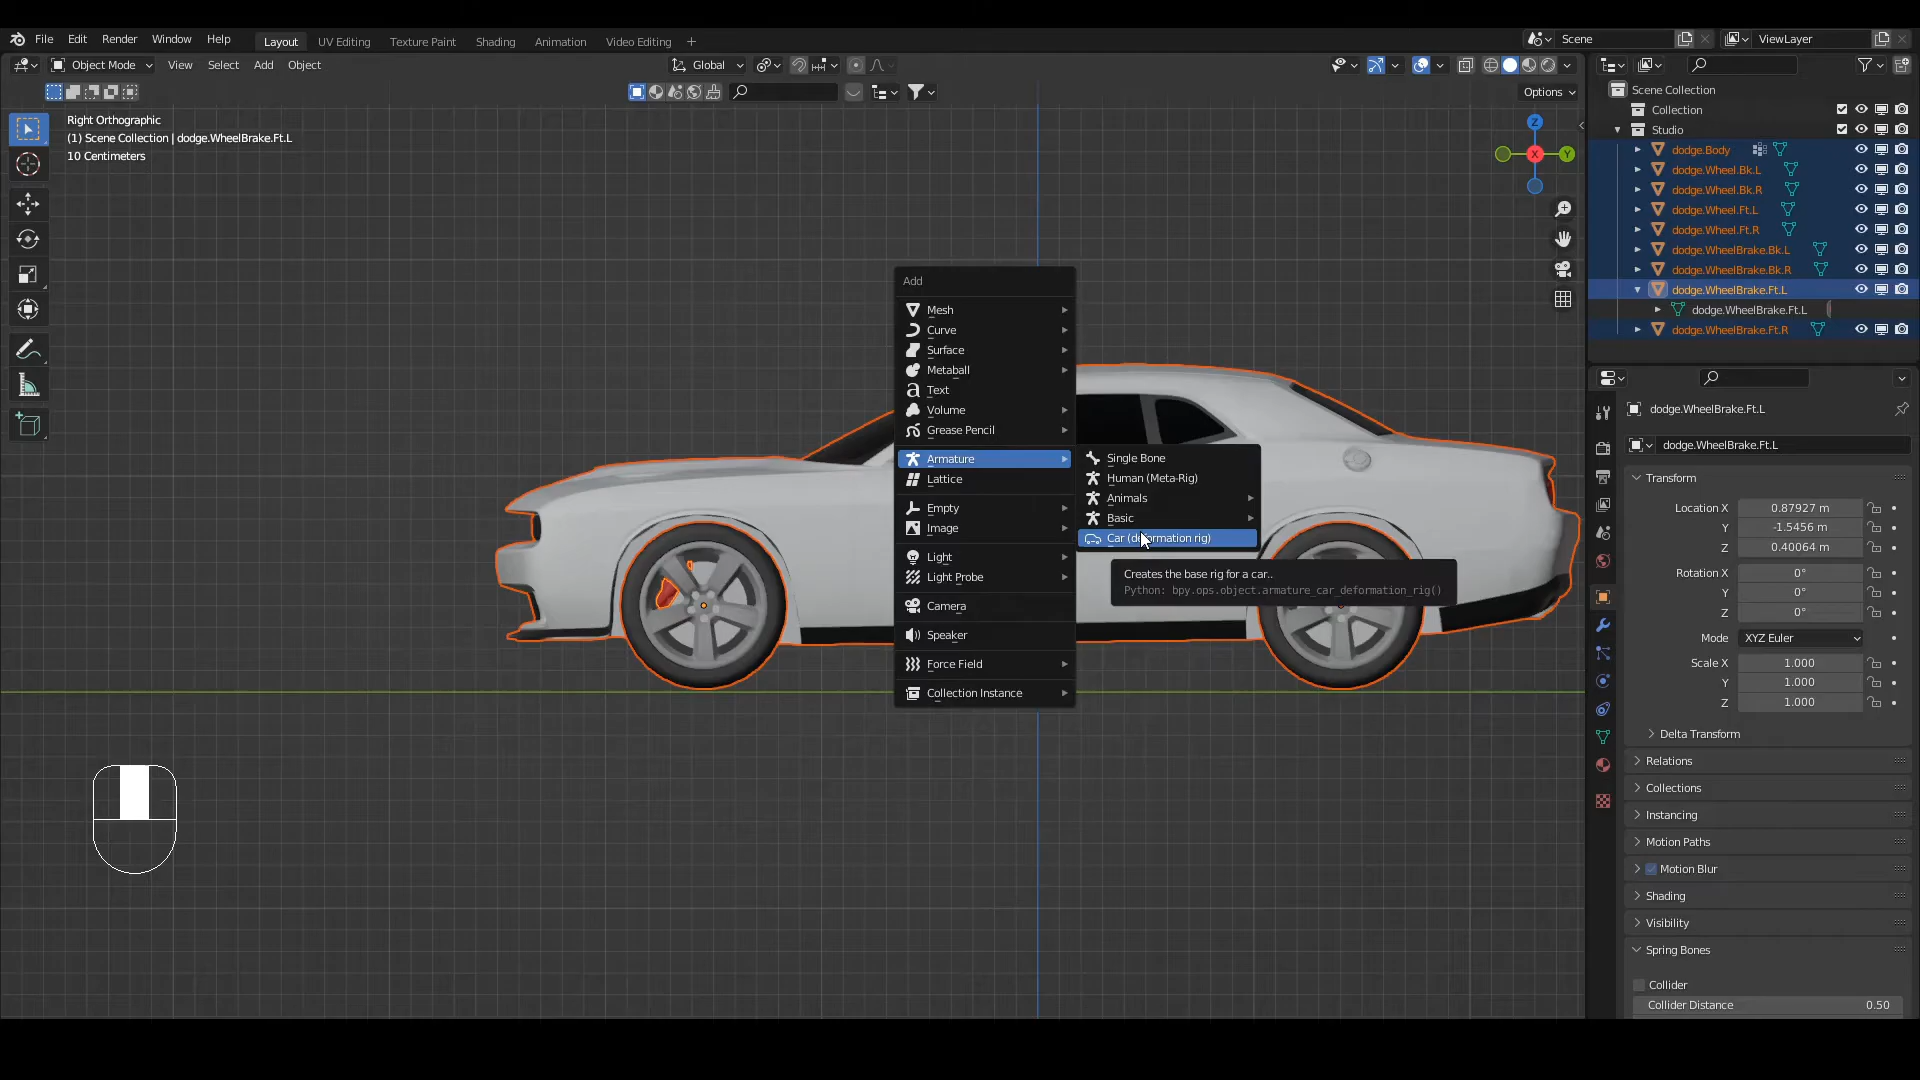 File Edit Render Window Help Layout UV Editing Texture Paint Shading Animation Video Editing + Scene ViewLayer
Object Mode View Select Add Object Global
Options
Right Orthographic
(1) Scene Collection | dodge.WheelBrake.Ft.L
10 Centimeters
Z
X
Y
Add
Mesh
Curve
Surface
Metaball
Text
Volume
Grease Pencil
Armature
Lattice
Empty
Image
Light
Light Probe
Camera
Speaker
Force Field
Collection Instance
Single Bone
Human (Meta-Rig)
Animals
Basic
Car (deformation rig)
Creates the base rig for a car..
Python: bpy.ops.object.armature_car_deformation_rig()
Scene Collection
Collection
Studio
dodge.Body
dodge.Wheel.Bk.L
dodge.Wheel.Bk.R
dodge.Wheel.Ft.L
dodge.Wheel.Ft.R
dodge.WheelBrake.Bk.L
dodge.WheelBrake.Bk.R
dodge.WheelBrake.Ft.L
dodge.WheelBrake.Ft.L
dodge.WheelBrake.Ft.R
dodge.WheelBrake.Ft.L
dodge.WheelBrake.Ft.L
Transform
Location X 0.87927 m
Y -1.5456 m
Z 0.40064 m
Rotation X 0°
Y 0°
Z 0°
Mode XYZ Euler
Scale X 1.000
Y 1.000
Z 1.000
Delta Transform
Relations
Collections
Instancing
Motion Paths
Motion Blur
Shading
Visibility
Spring Bones
Collider
Collider Distance 0.50